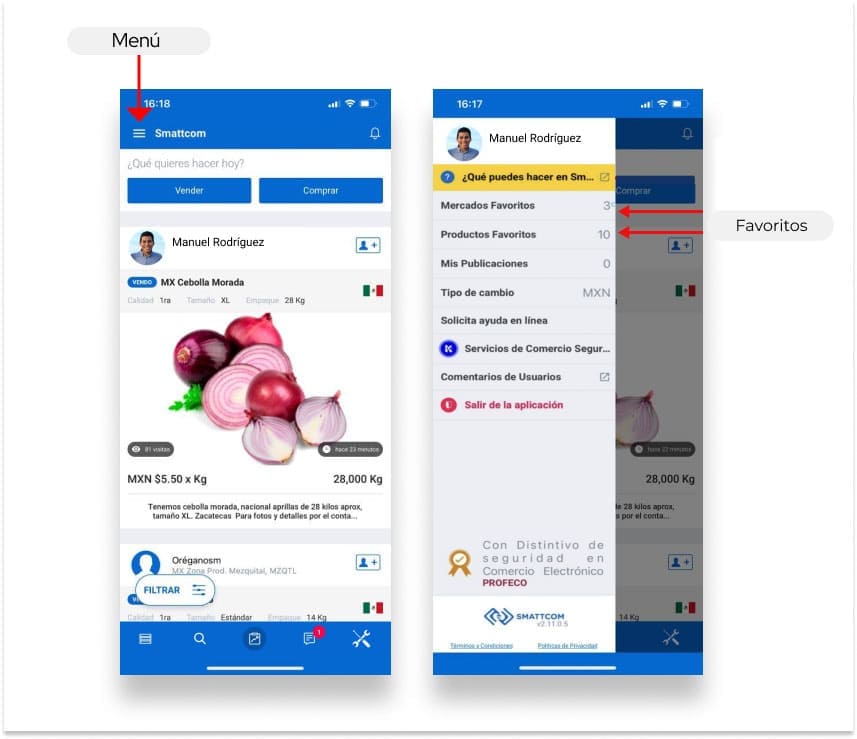 Menú
16:18
Smattcom
¿Qué quieres hacer hoy?
Vender Comprar
Manuel Rodríguez
VENDO MX Cebolla Morada
Calidad 1ra Tamaño XL Empaque 28 Kg
81 visitas hace 23 minutos
MXN $5.50 x Kg 28,000 Kg
Tenemos cebolla morada, nacional aprillas de 28 kilos aprox,
tamaño XL. Zacatecas Para fotos y detalles por el conta...
Oréganosm
MX Zona Prod. Mezquital, MZQTL
FILTRAR
Calidad 1ra Tamaño Estándar Empaque 14 Kg
1
16:17
Manuel Rodríguez
¿Qué puedes hacer en Sm...
Comprar
Mercados Favoritos 3
Productos Favoritos 10
Mis Publicaciones 0
Tipo de cambio MXN
Solicita ayuda en línea
Servicios de Comercio Segur...
Comentarios de Usuarios
Salir de la aplicación
hace 23 minutos
28,000 Kg
de 28 kilos aprox,
s por el conta...
Con Distintivo de
seguridad en
Comercio Electrónico
PROFECO
SMATTCOM
v2.11.0.5
14 Kg
Términos y Condiciones Políticas de Privacidad
Favoritos